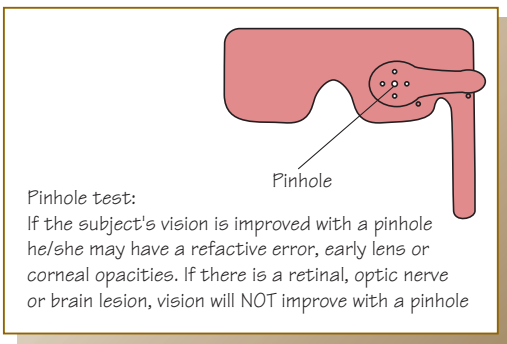 Pinhole
Pinhole test:
If the subject's vision is improved with a pinhole
he/she may have a refactive error, early lens or
corneal opacities. If there is a retinal, optic nerve
or brain lesion, vision will NOT improve with a pinhole